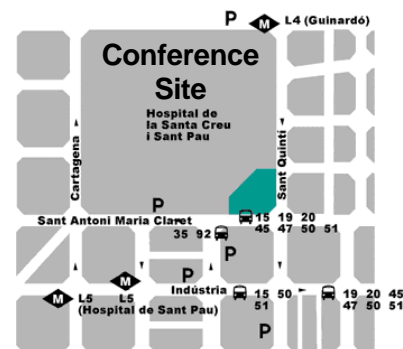 P M L4 (Guinardó)
Conference
Site
Hospital de
la Santa Creu
i Sant Pau
Cartagena
Sant Quintí
P
Sant Antoni Maria Claret
15 19 20
45 47 50 51
35 92
P
P
M L5
M L5
(Hospital de Sant Pau)
Indústria
15 50
51
19 20 45
47 50 51
P